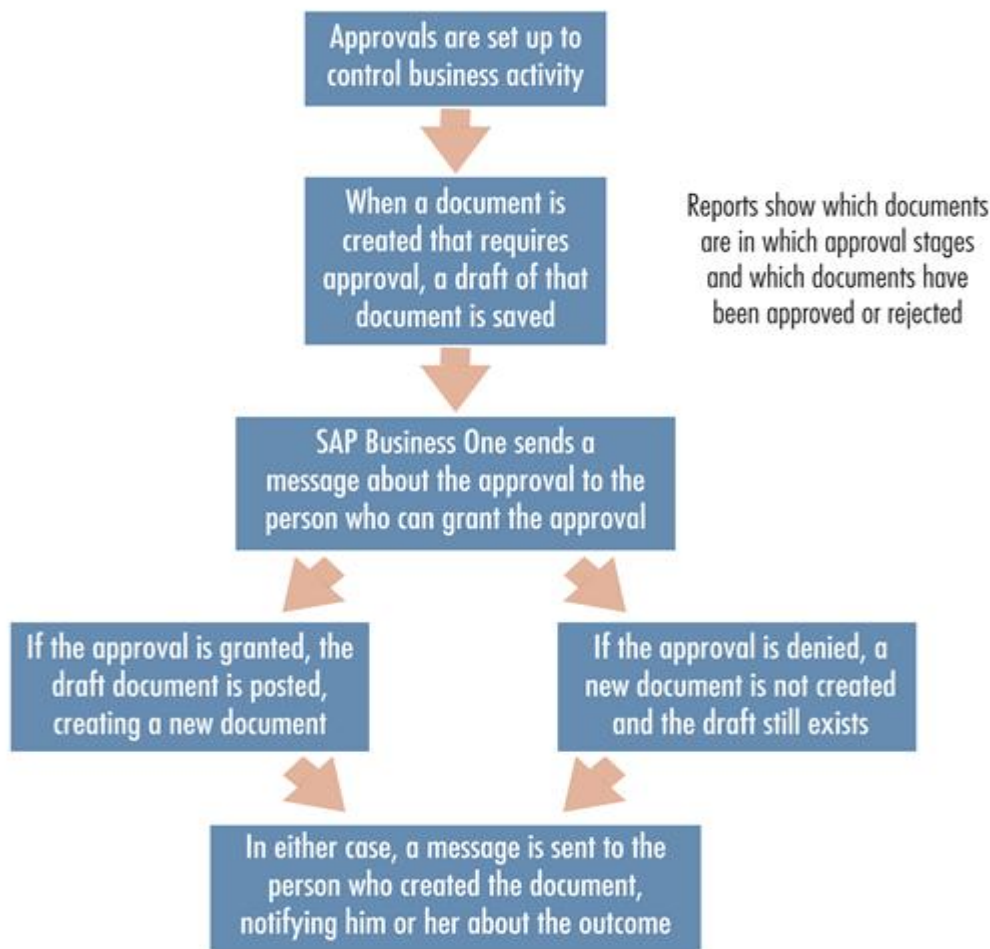 Approvals are set up to
control business activity
When a document is
created that requires
approval, a draft of that
document is saved
Reports show which documents
are in which approval stages
and which documents have
been approved or rejected
SAP Business One sends a
message about the approval to the
person who can grant the approval
If the approval is granted, the
draft document is posted,
creating a new document
If the approval is denied, a
new document is not created
and the draft still exists
In either case, a message is sent to the
person who created the document,
notifying him or her about the outcome